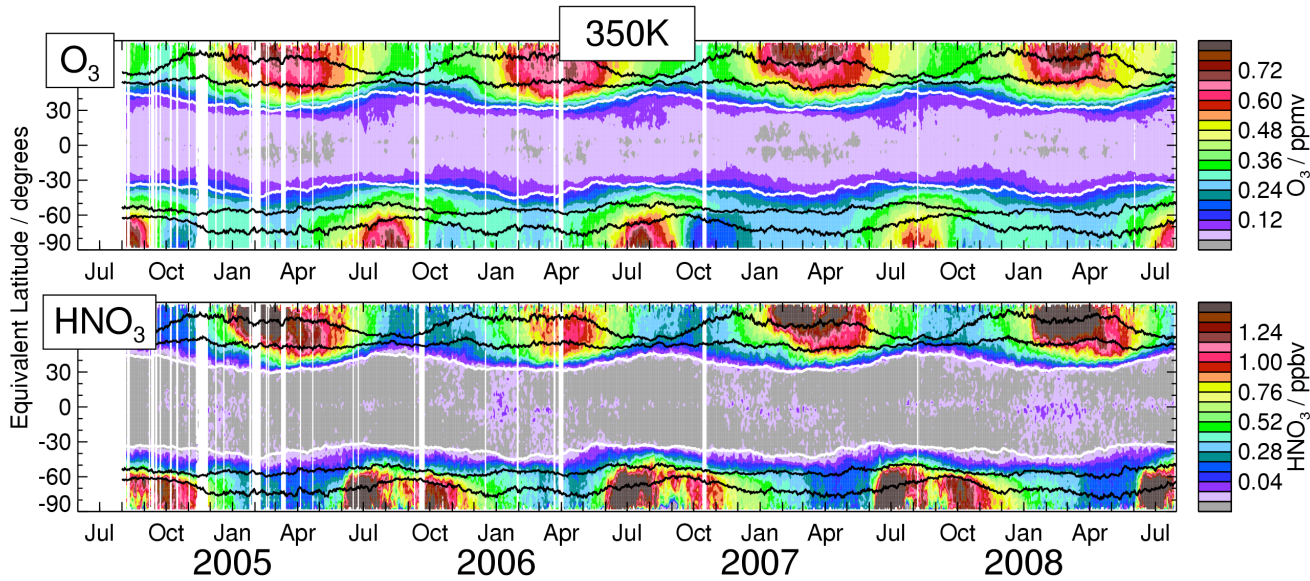 350K
O3
30
0
-30
-60
-90
Jul Oct Jan Apr Jul Oct Jan Apr Jul Oct Jan Apr Jul Oct Jan Apr Jul
0.72
0.60
0.48
0.36
0.24
0.12
O3 / ppmv
Equivalent Latitude / degrees
HNO3
30
0
-30
-60
-90
Jul Oct Jan Apr Jul Oct Jan Apr Jul Oct Jan Apr Jul Oct Jan Apr Jul
2005 2006 2007 2008
1.24
1.00
0.76
0.52
0.28
0.04
HNO3 / ppbv